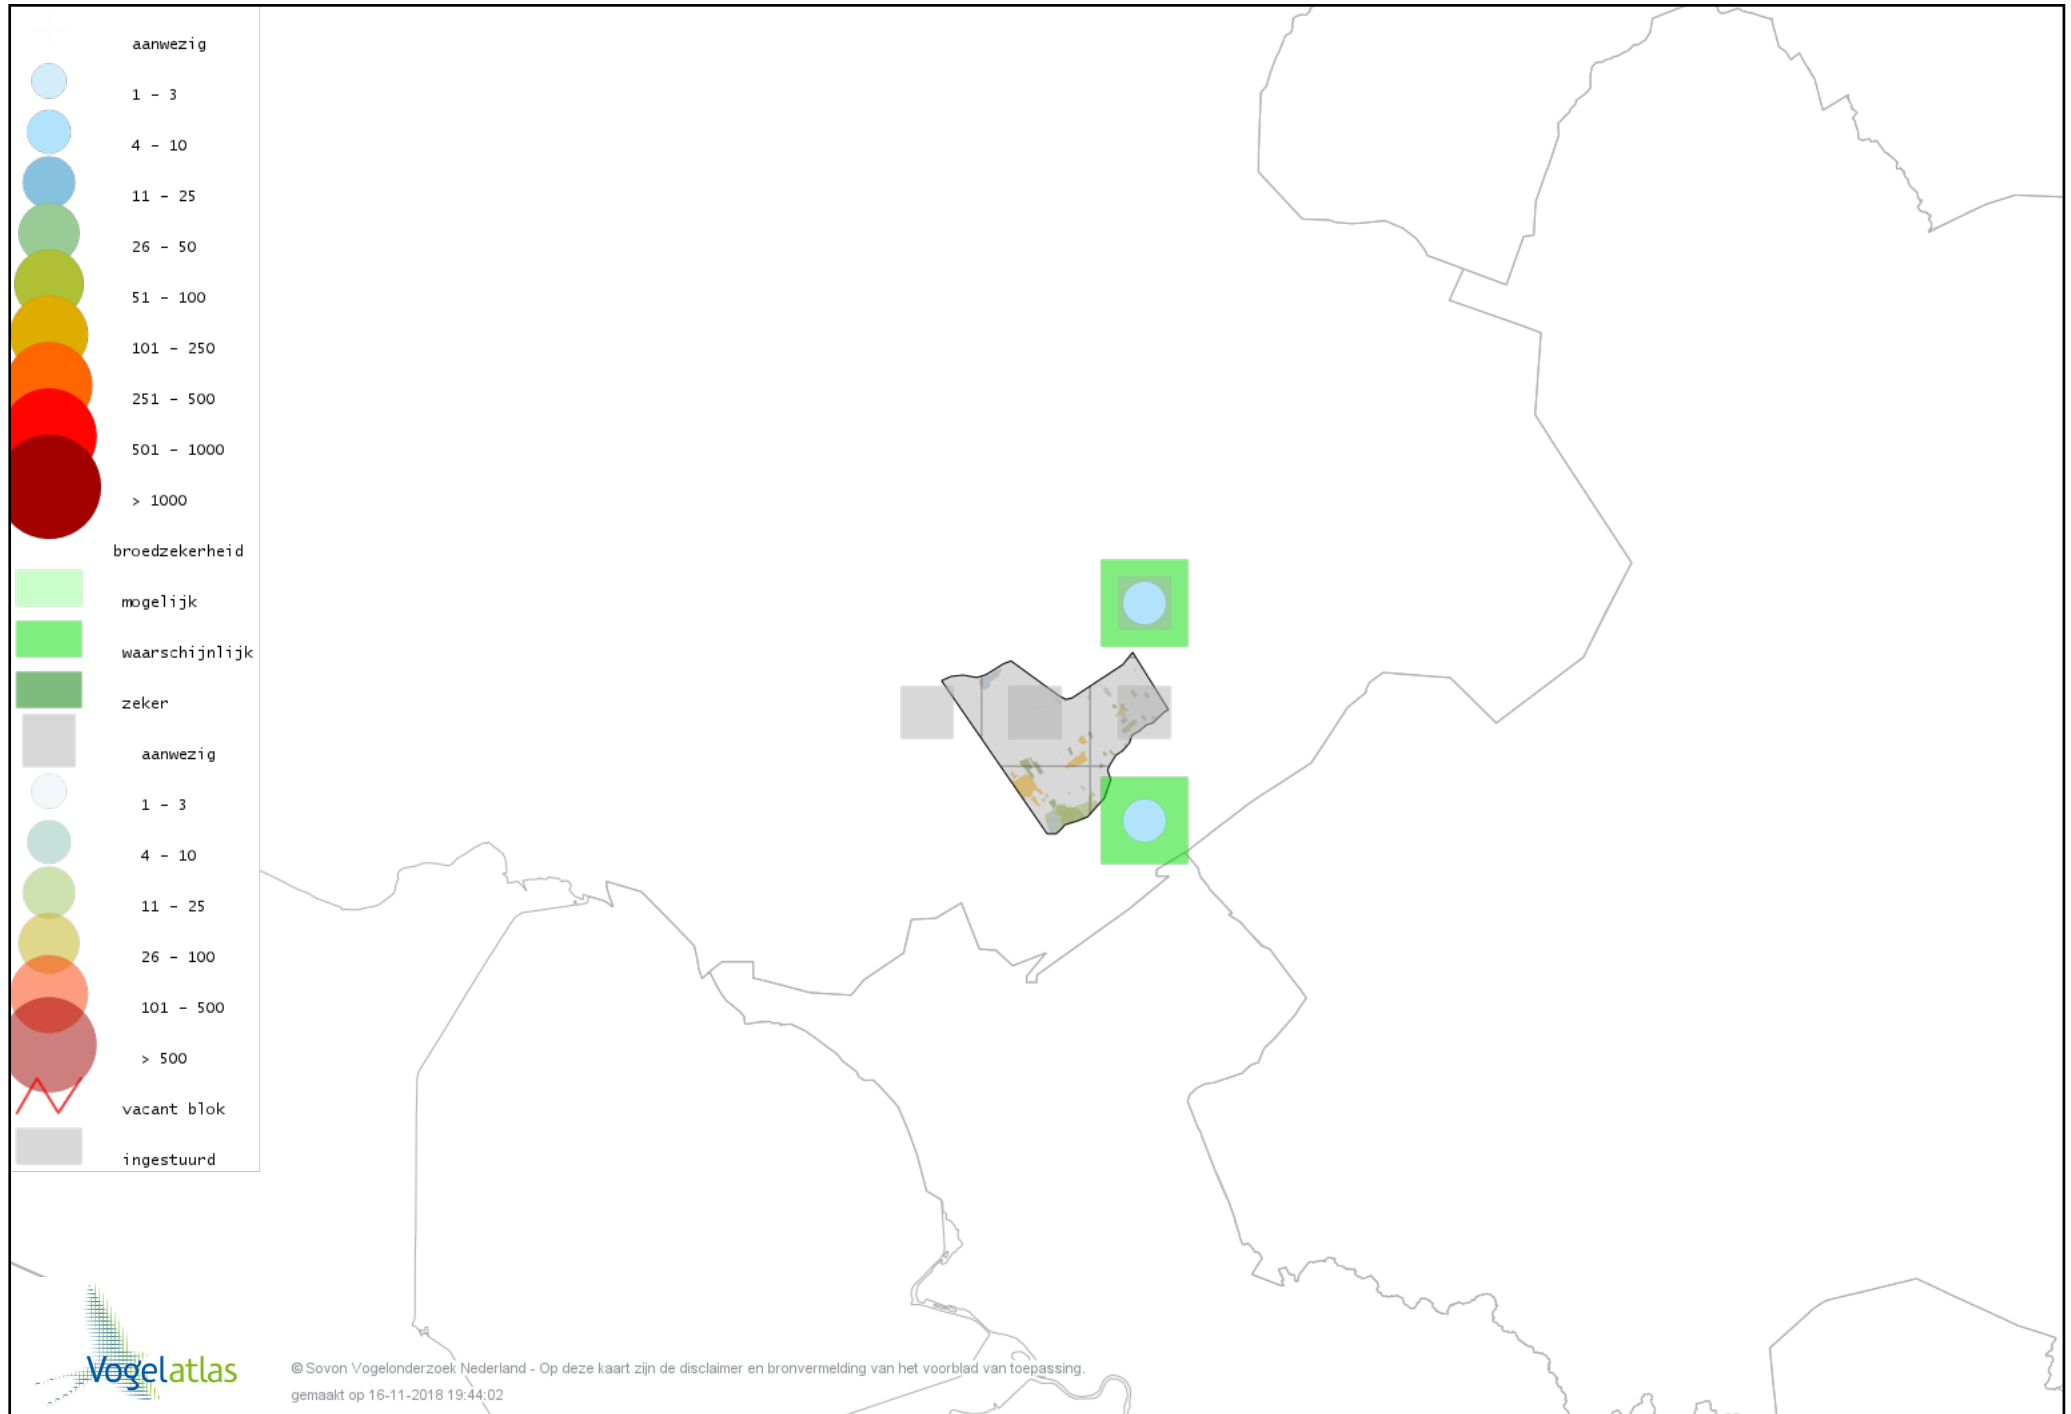 aanwezig
1 - 3
4 - 10
11 - 25
26 - 50
51 - 100
101 - 250
251 - 500
501 - 1000
> 1000
broedzekerheid
mogelijk
waarschijnlijk
zeker
aanwezig
1 - 3
4 - 10
11 - 25
26 - 100
101 - 500
> 500
vacant blok
ingestuurd
Vogelatlas
© Sovon Vogelonderzoek Nederland - Op deze kaart zijn de disclaimer en bronvermelding van het voorblad van toepassing.
gemaakt op 16-11-2018 19:44:02